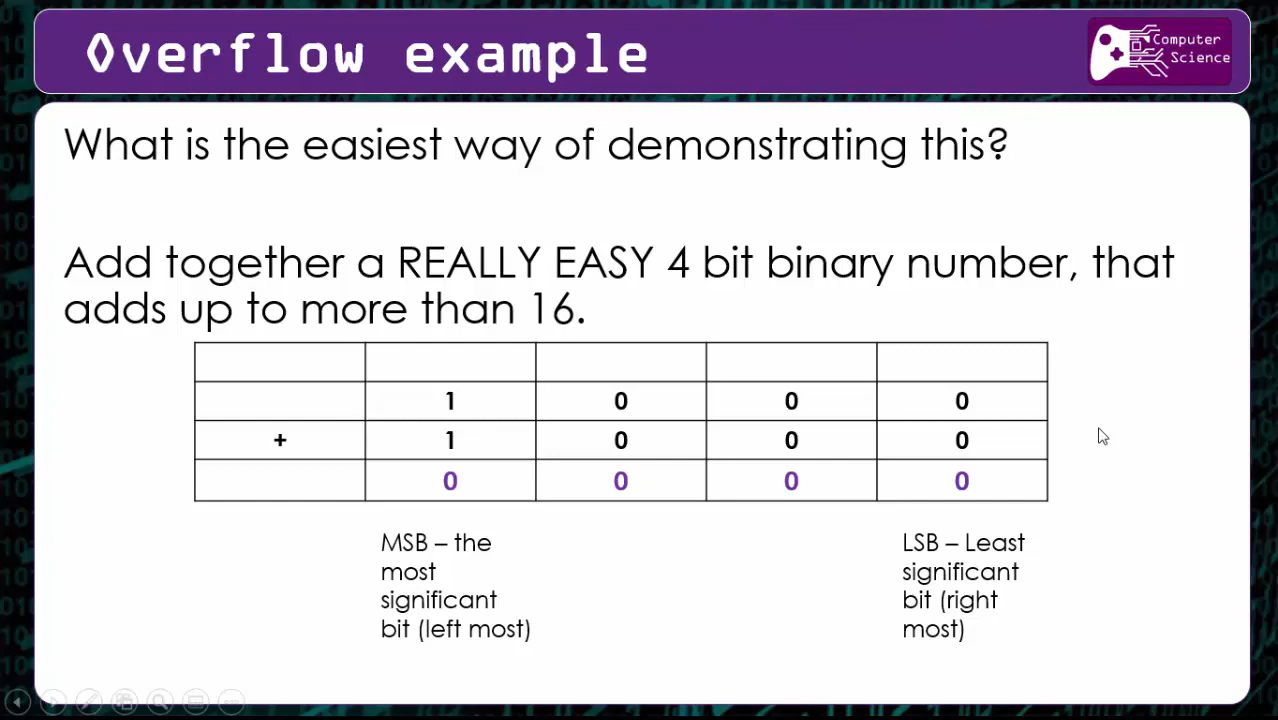 Overflow example
Computer
Science
What is the easiest way of demonstrating this?
Add together a REALLY EASY 4 bit binary number, that
adds up to more than 16.
1 0 0 0
+ 1 0 0 0
0 0 0 0
MSB – the
most
significant
bit (left most)
LSB – Least
significant
bit (right
most)